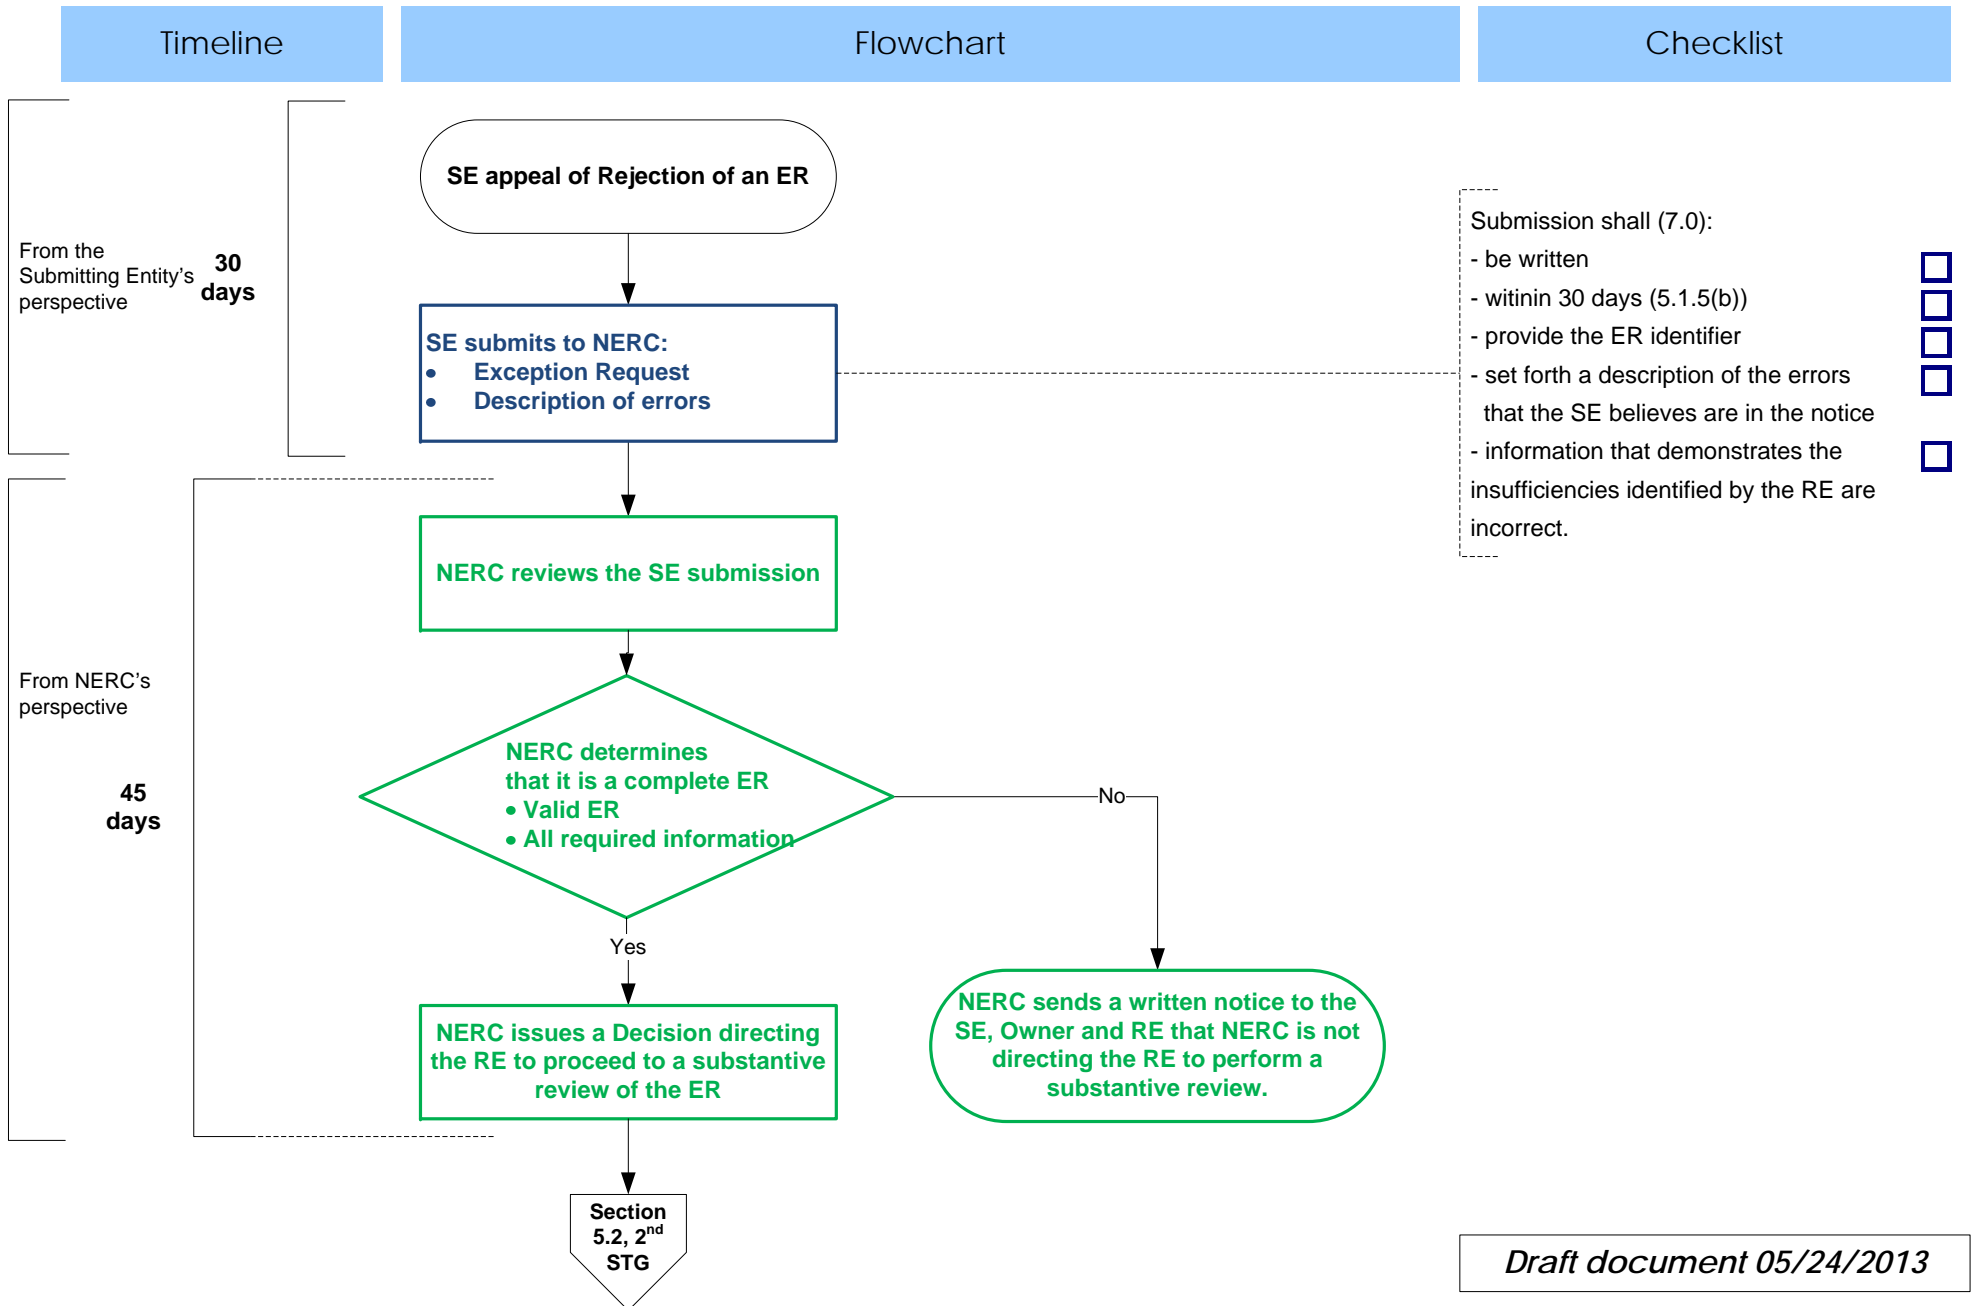 Timeline
Flowchart
Checklist
From the
Submitting Entity's
perspective
30
days
SE appeal of Rejection of an ER
SE submits to NERC:
• Exception Request
• Description of errors
Submission shall (7.0):
- be written
- witinin 30 days (5.1.5(b))
- provide the ER identifier
- set forth a description of the errors
that the SE believes are in the notice
- information that demonstrates the
insufficiencies identified by the RE are
incorrect.
From NERC's
perspective
45
days
NERC reviews the SE submission
NERC determines
that it is a complete ER
• Valid ER
• All required information
No
Yes
NERC issues a Decision directing
the RE to proceed to a substantive
review of the ER
NERC sends a written notice to the
SE, Owner and RE that NERC is not
directing the RE to perform a
substantive review.
Section
5.2, 2nd
STG
Draft document 05/24/2013